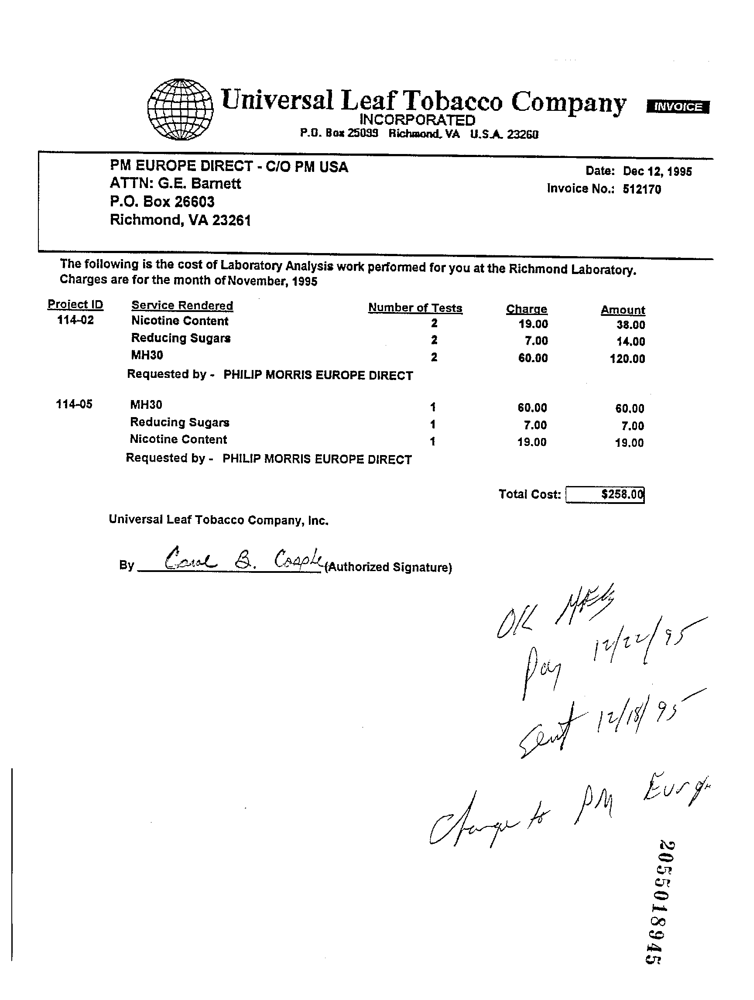 Universal Leaf Tobacco Company INVOICE
INCORPORATED
P.O. Box 25099 Richmond, VA U.S.A. 23260
PM EUROPE DIRECT - C/O PM USA
ATTN: G.E. Barnett
P.O. Box 26603
Richmond, VA 23261
Date: Dec 12, 1995
Invoice No.: 512170
The following is the cost of Laboratory Analysis work performed for you at the Richmond Laboratory.
Charges are for the month of November, 1995
Project ID Service Rendered Number of Tests Charge Amount
114-02 Nicotine Content 2 19.00 38.00
Reducing Sugars 2 7.00 14.00
MH30 2 60.00 120.00
Requested by - PHILIP MORRIS EUROPE DIRECT
114-05 MH30 1 60.00 60.00
Reducing Sugars 1 7.00 7.00
Nicotine Content 1 19.00 19.00
Requested by - PHILIP MORRIS EUROPE DIRECT
Total Cost: $258.00
Universal Leaf Tobacco Company, Inc.
By B. (Authorized Signature)
OK
Pay 12/22/95
Sent 12/18/95
Charge to PM Europe
2055018945